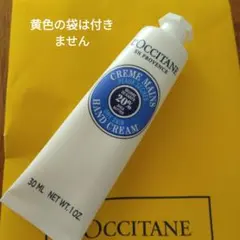 黄色の袋は付き
ません
L'OCCITANE
EN PROVENCE
CRÈME MAINS
20%
HAND CREAM
30 ML NET WT. 1 OZ.
L'OCCITANE